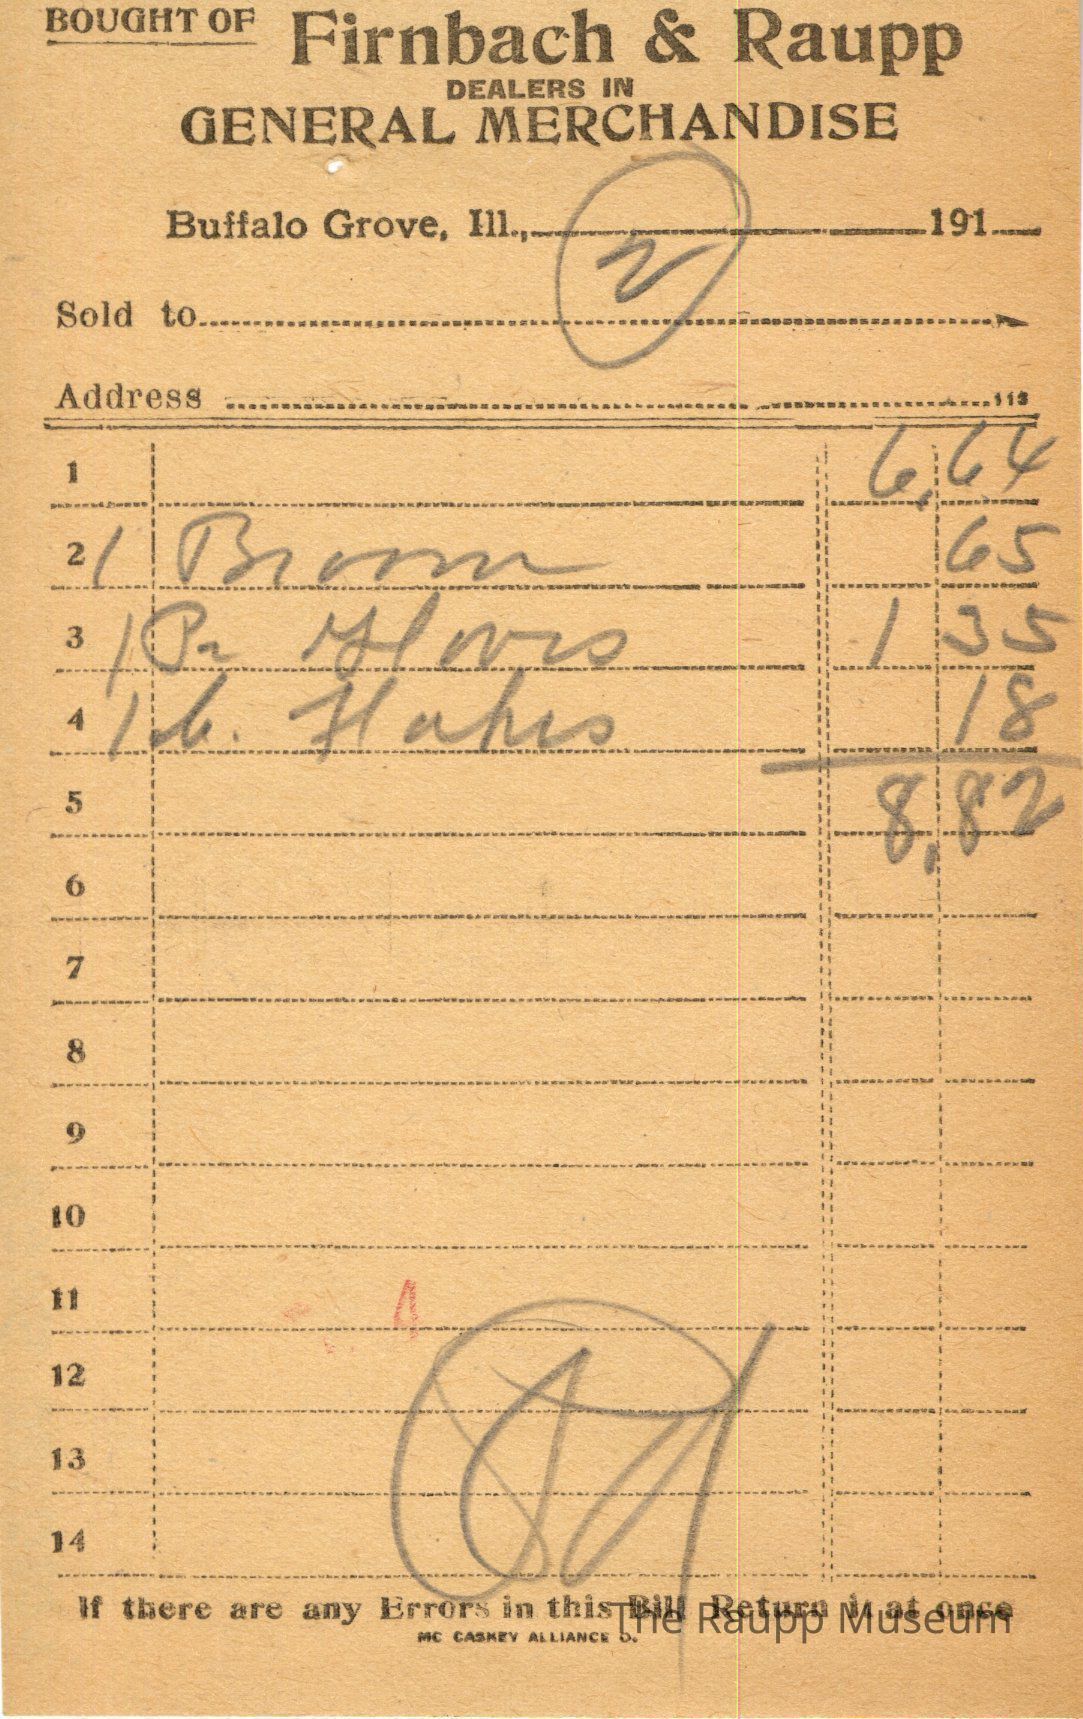 BOUGHT OF Firnbach & Raupp
DEALERS IN
GENERAL MERCHANDISE
Buffalo Grove, Ill., 191
2
Sold to
Address
113
1 6,64
2 1 Broom 65
3 1 Pr Gloves 1 35
4 1 Flakes 18
5 8,82
6
7
8
9
10
11
12
13
14
If there are any Errors in this Bill Return it at once
MC CASKEY ALLIANCE O.
The Raupp Museum